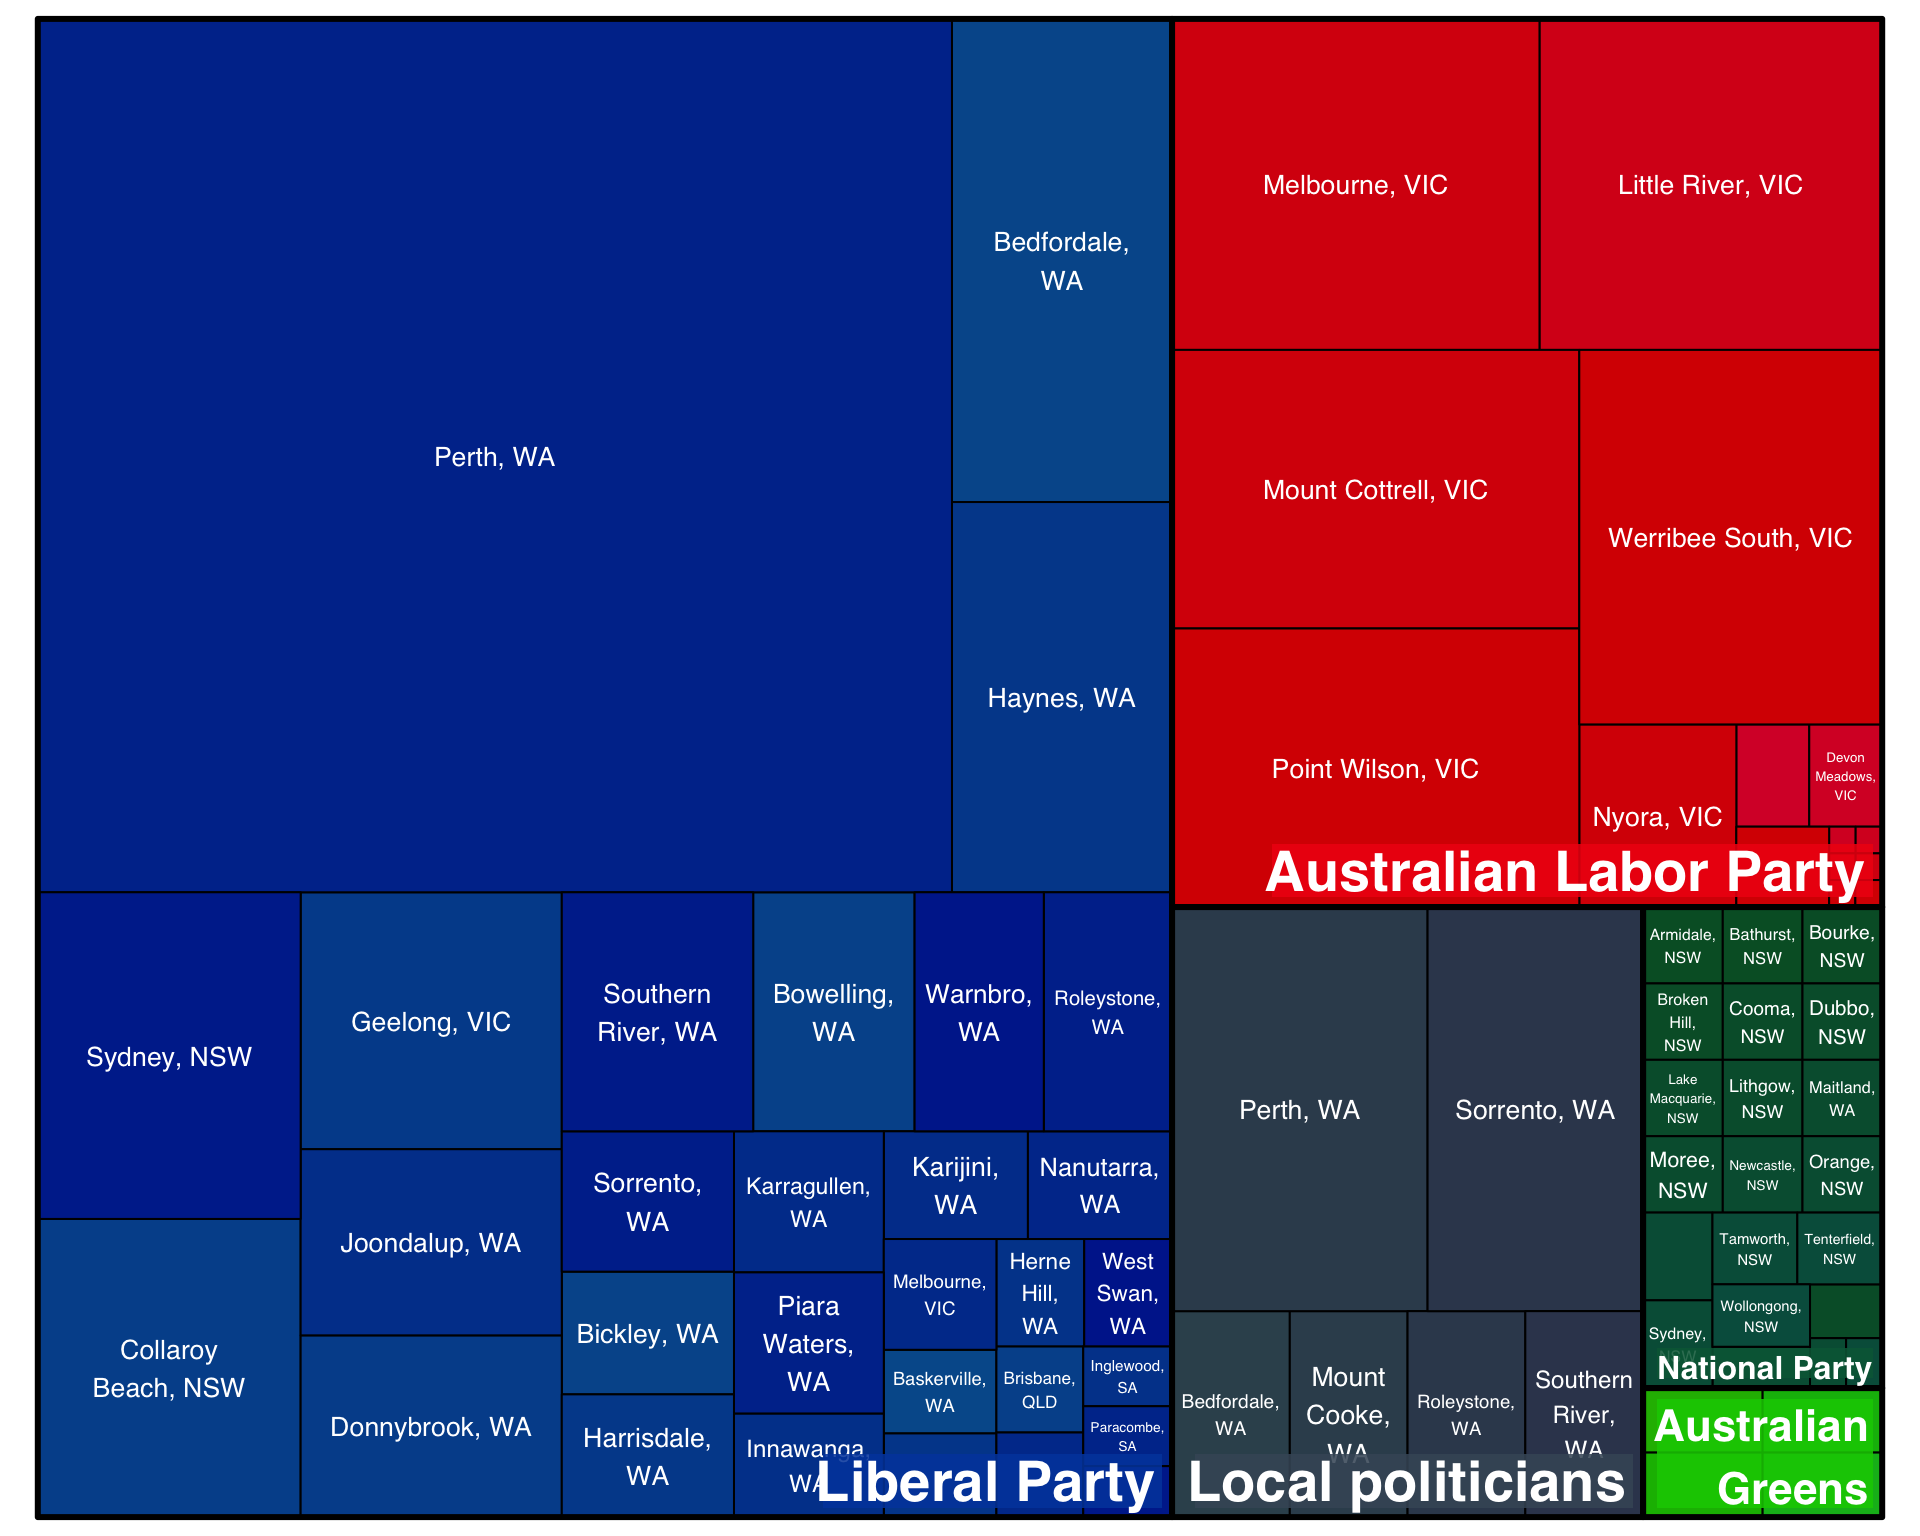 Perth, WA
Bedfordale,
WA
Haynes, WA
Sydney, NSW
Collaroy
Beach, NSW
Geelong, VIC
Joondalup, WA
Donnybrook, WA
Southern
River, WA
Bowelling,
WA
Warnbro,
WA
Roleystone,
WA
Sorrento,
WA
Bickley, WA
Harrisdale,
WA
Karragullen,
WA
Piara
Waters,
WA
Innawanga,
WA
Karijini,
WA
Nanutarra,
WA
Melbourne,
VIC
Baskerville,
WA
Herne
Hill,
WA
West
Swan,
WA
Brisbane,
QLD
Inglewood,
SA
Paracombe,
SA
Liberal Party
Melbourne, VIC
Little River, VIC
Mount Cottrell, VIC
Werribee South, VIC
Point Wilson, VIC
Nyora, VIC
Devon
Meadows,
VIC
Australian Labor Party
Perth, WA
Sorrento, WA
Bedfordale,
WA
Mount
Cooke,
WA
Roleystone,
WA
Southern
River,
WA
Local politicians
Armidale,
NSW
Bathurst,
NSW
Bourke,
NSW
Broken
Hill,
NSW
Cooma,
NSW
Dubbo,
NSW
Lake
Macquarie,
NSW
Lithgow,
NSW
Maitland,
WA
Moree,
NSW
Newcastle,
NSW
Orange,
NSW
Tamworth,
NSW
Tenterfield,
NSW
Wollongong,
NSW
Sydney,
NSW
National Party
Australian
Greens